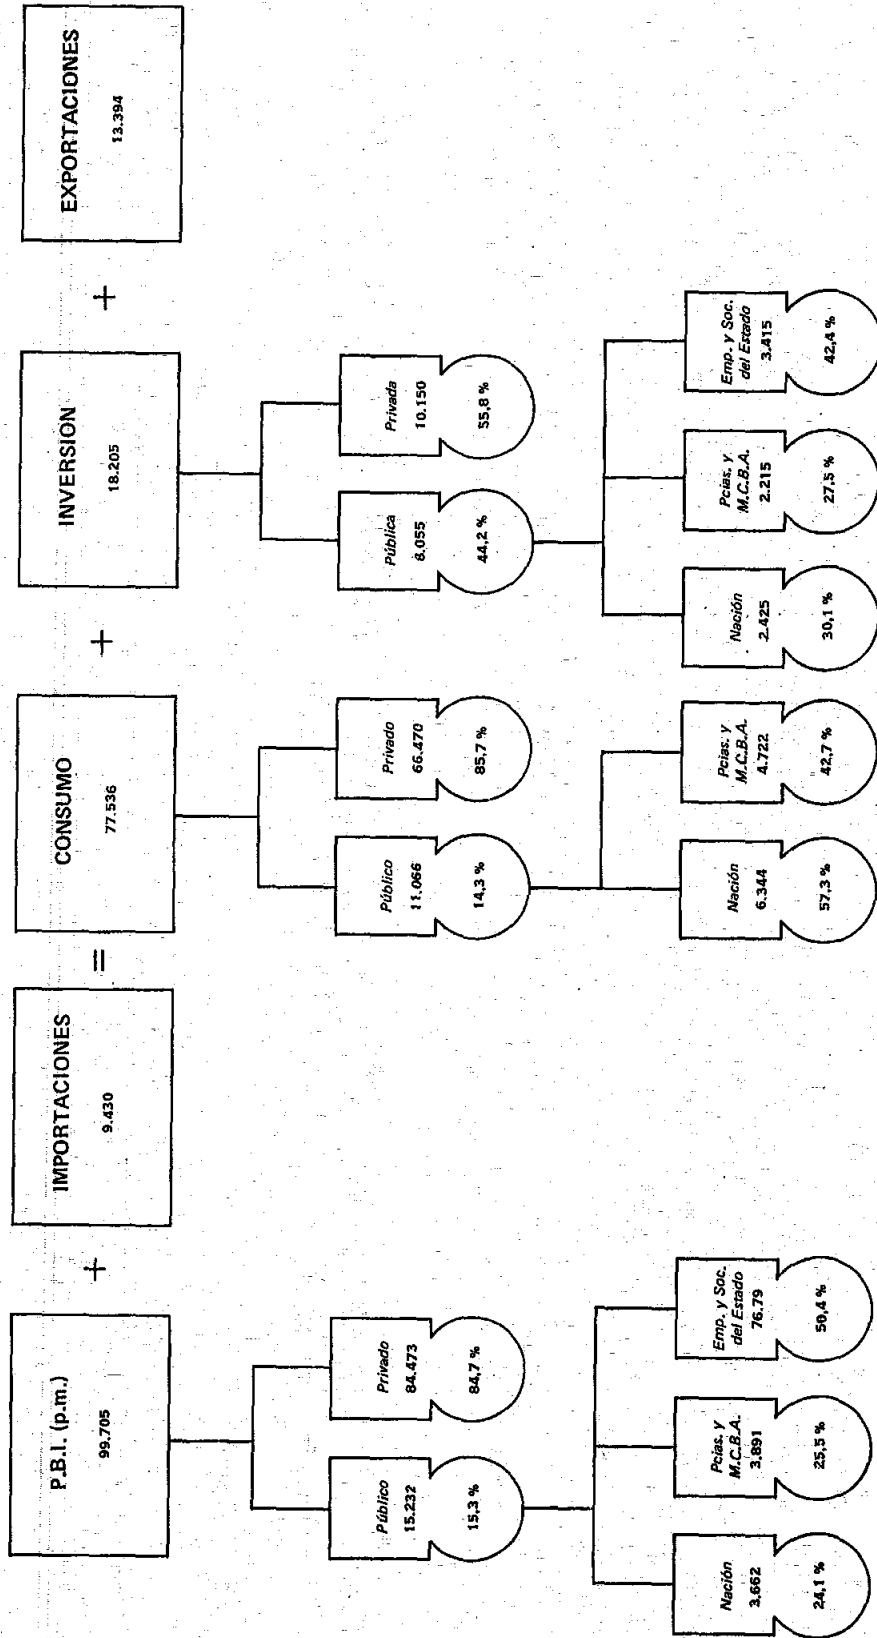 P.B.I. (p.m.)
99.705
+
IMPORTACIONES
9.430
=
CONSUMO
77.536
+
INVERSION
18.205
+
EXPORTACIONES
13.394
Público
15.232
15,3 %
Privado
84.473
84,7 %
Público
11.066
14,3 %
Privado
66.470
85,7 %
Pública
8.055
44,2 %
Privada
10.150
55,8 %
Nación
3.662
24,1 %
Pcias. y
M.C.B.A.
3.891
25,5 %
Emp. y Soc.
del Estado
76.79
50,4 %
Nación
6.344
57,3 %
Pcias. y
M.C.B.A.
4.722
42,7 %
Nación
2.425
30,1 %
Pcias. y
M.C.B.A.
2.215
27,5 %
Emp. y Soc.
del Estado
3.415
42,4 %